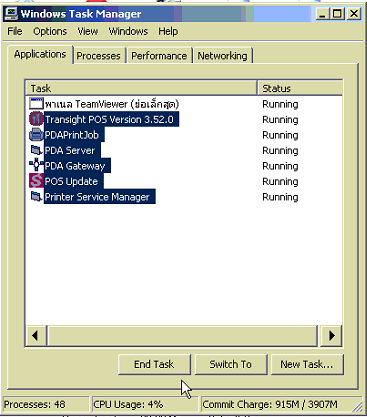 Windows Task Manager
File Options View Windows Help
Applications Processes Performance Networking
Task Status
พาเนล TeamViewer (ย่อเล็กสุด) Running
Transight POS Version 3.52.0 Running
PDAPrintJob Running
PDA Server Running
PDA Gateway Running
POS Update Running
Printer Service Manager Running
End Task Switch To New Task...
Processes: 48 CPU Usage: 4% Commit Charge: 915M / 3907M